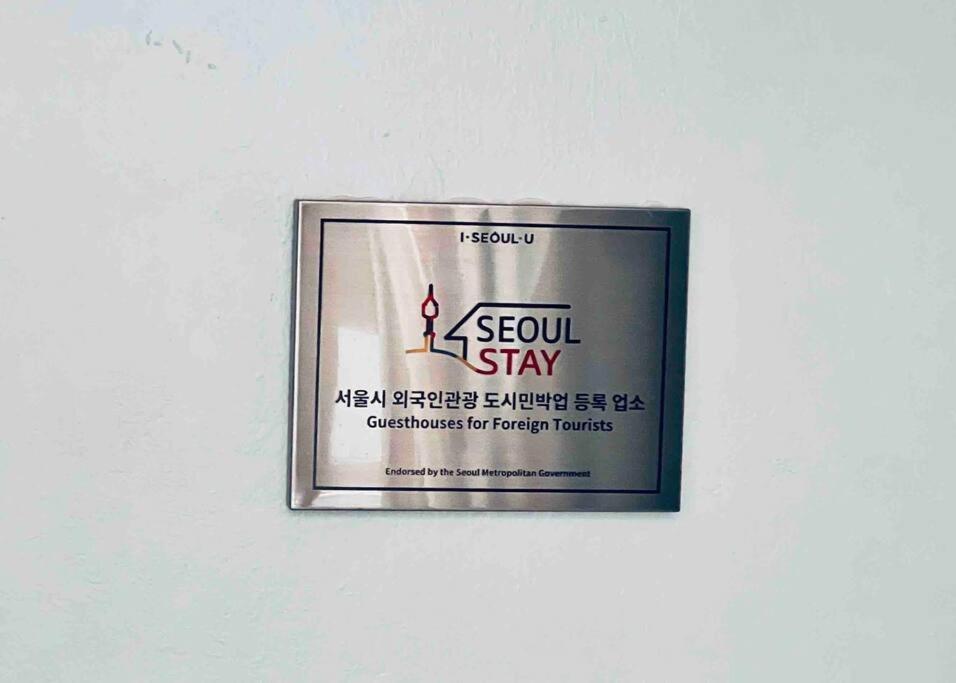 I·SEOUL·U
SEOUL
STAY
서울시 외국인관광 도시민박업 등록 업소
Guesthouses for Foreign Tourists
Endorsed by the Seoul Metropolitan Government